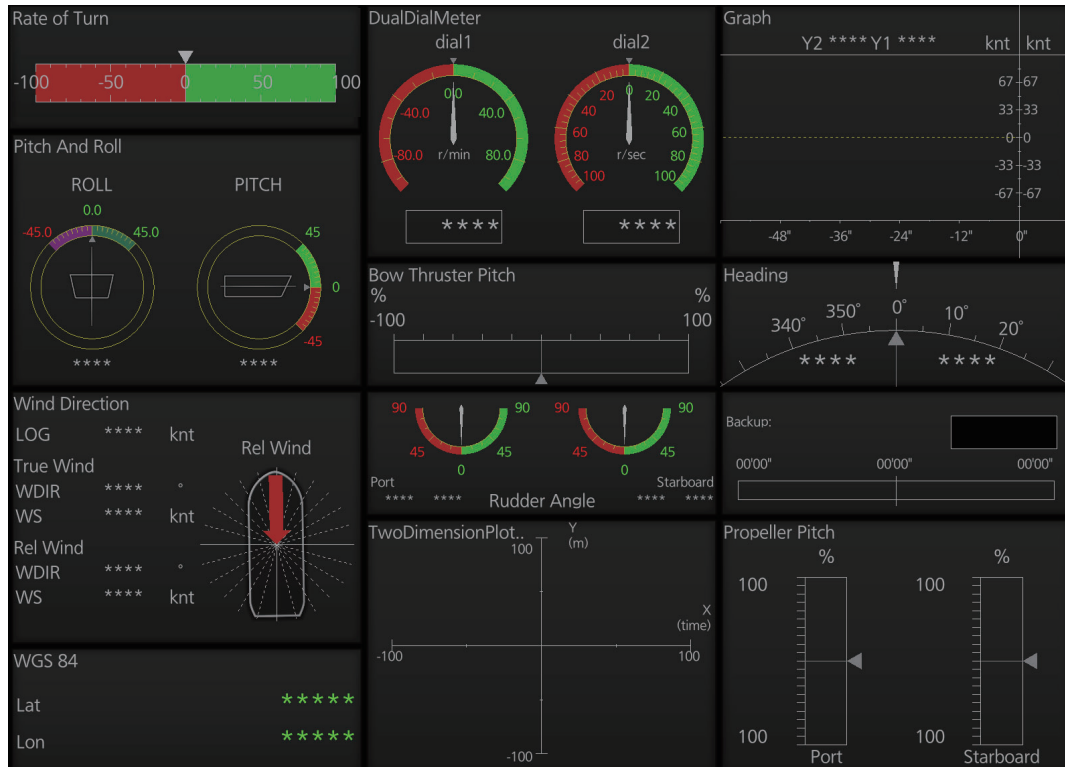 Rate of Turn
-100 -50 0 50 100
Pitch And Roll
ROLL PITCH
0.0
-45.0 45.0
45
0
-45
**** ****
Wind Direction
LOG **** knt
True Wind
WDIR **** °
WS **** knt
Rel Wind
WDIR **** °
WS **** knt
Rel Wind
WGS 84
Lat *****
Lon *****
DualDialMeter
dial1 dial2
0.0
-40.0 40.0
-80.0 80.0
r/min
****
0
20 20
40 40
60 60
80 80
100 100
r/sec
****
Bow Thruster Pitch
% %
-100 100
90 90 90 90
45 45 45 45
0 0
Port Starboard
**** **** **** ****
Rudder Angle
TwoDimensionPlot..
Y
(m)
100
X
(time)
-100 100
-100
Graph
Y2 **** Y1 **** knt knt
67 67
33 33
0 0
-33 -33
-67 -67
-48" -36" -24" -12" 0"
Heading
340° 350° 0° 10° 20°
**** ****
Backup:
00'00" 00'00" 00'00"
Propeller Pitch
% %
100 100
100 100
Port Starboard